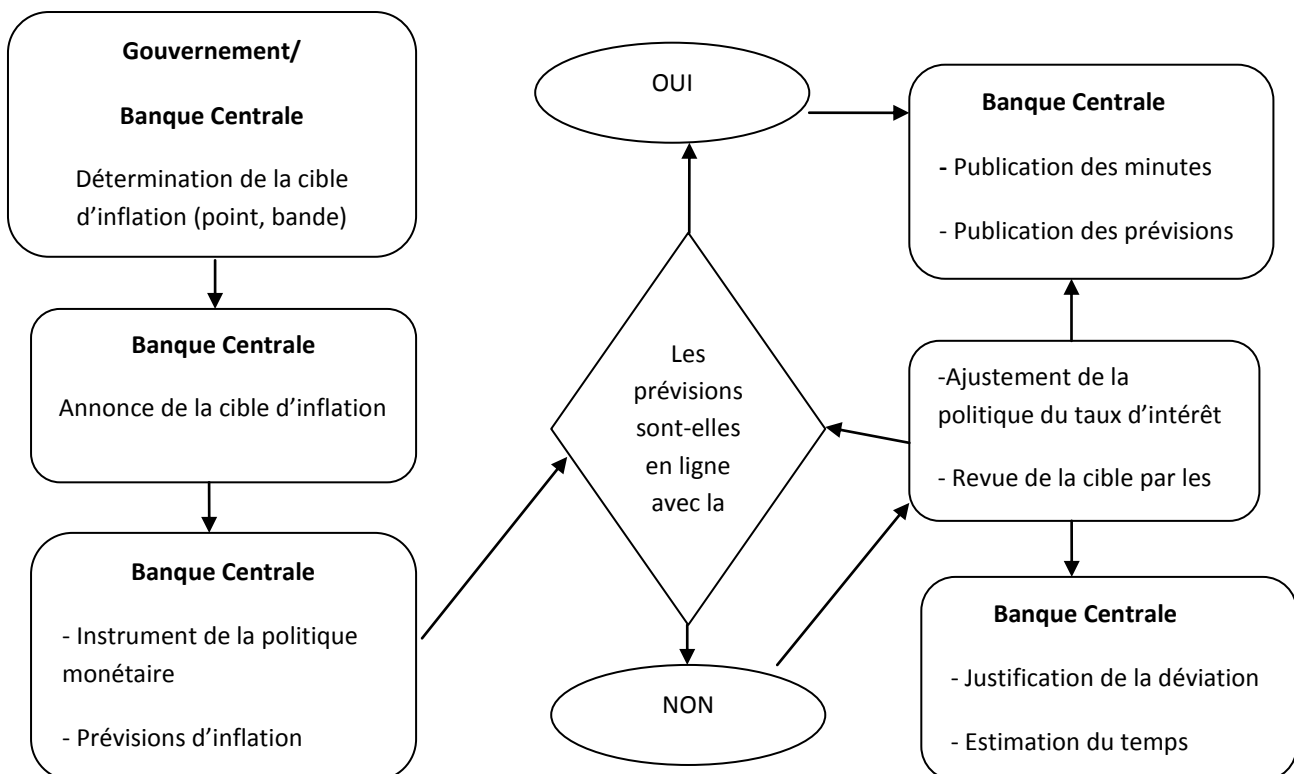 Gouvernement/
Banque Centrale
Détermination de la cible
d’inflation (point, bande)
Banque Centrale
Annonce de la cible d’inflation
Banque Centrale
- Instrument de la politique
monétaire
- Prévisions d’inflation
OUI
Les
prévisions
sont-elles
en ligne
avec la
NON
Banque Centrale
- Publication des minutes
- Publication des prévisions
-Ajustement de la
politique du taux d’intérêt
- Revue de la cible par les
Banque Centrale
- Justification de la déviation
- Estimation du temps